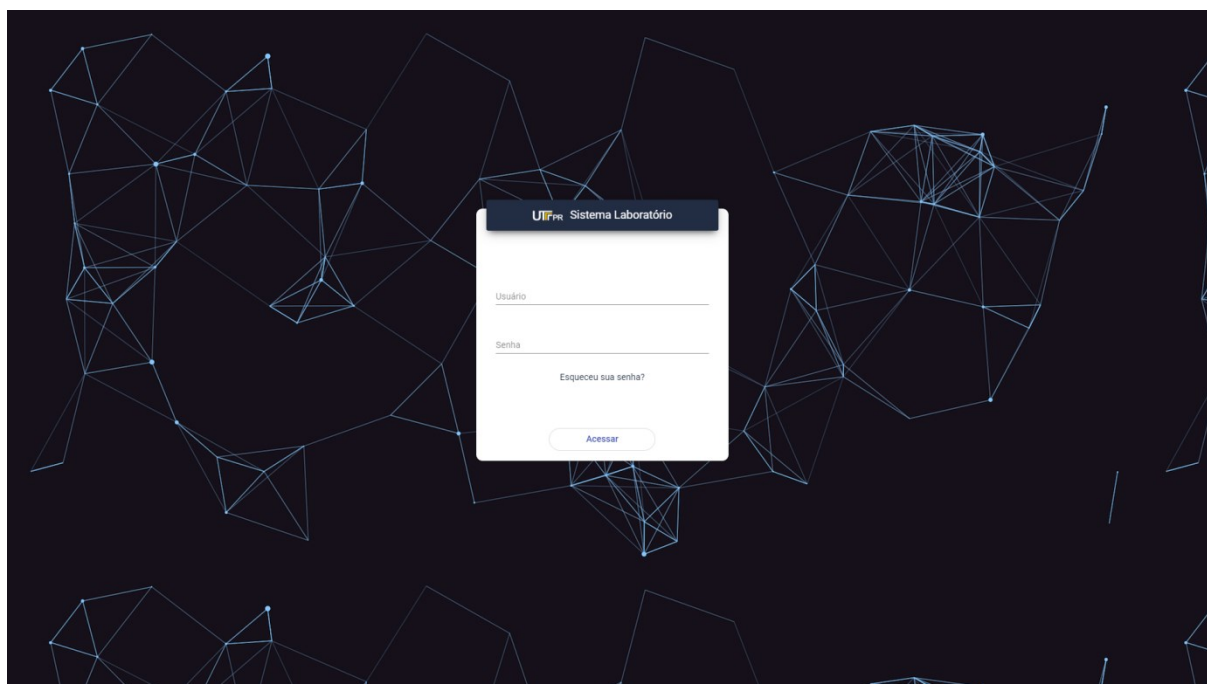 UTFPR Sistema Laboratório
Usuário
Senha
Esqueceu sua senha?
Acessar